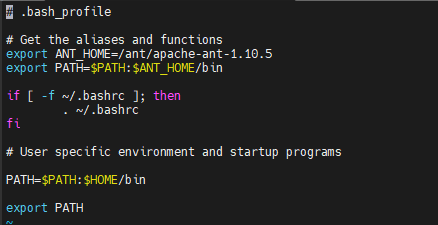 # .bash_profile
# Get the aliases and functions
export ANT_HOME=/ant/apache-ant-1.10.5
export PATH=$PATH:$ANT_HOME/bin
if [ -f ~/.bashrc ]; then
        . ~/.bashrc
fi
# User specific environment and startup programs
PATH=$PATH:$HOME/bin
export PATH
~